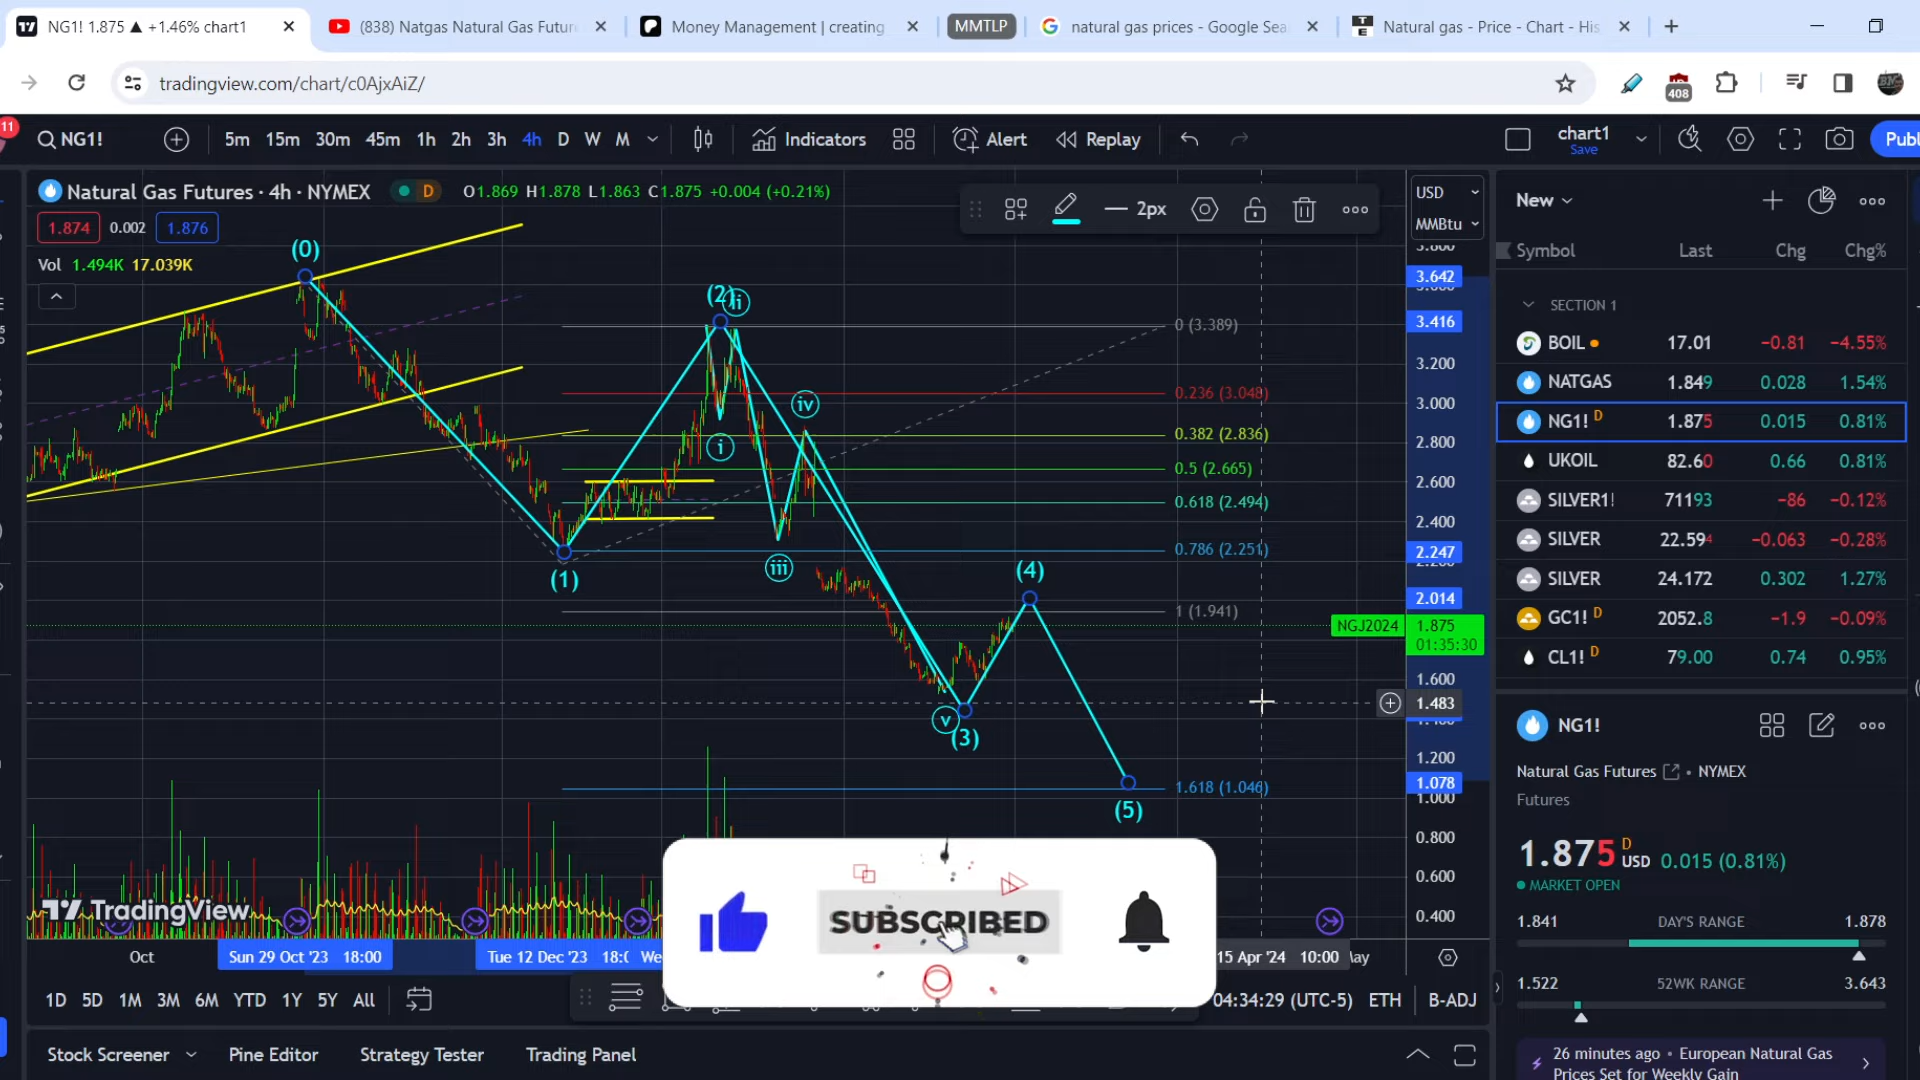 NG1! 1.875 ▲ +1.46% chart1
(838) Natgas Natural Gas Futur
Money Management | creating
MMTLP
natural gas prices - Google Sea
Natural gas - Price - Chart - His
tradingview.com/chart/c0AjxAiZ/
408
11
NG1!
5m 15m 30m 45m 1h 2h 3h 4h D W M
Indicators
Alert
Replay
chart1
Save
Publ
Natural Gas Futures · 4h · NYMEX
D
O1.869 H1.878 L1.863 C1.875 +0.004 (+0.21%)
1.874 0.002 1.876
Vol 1.494K 17.039K
2px
USD
MMBtu
(0)
(1)
(2)
(3)
(4)
(5)
i
ii
iii
iv
v
0 (3.389)
0.236 (3.048)
0.382 (2.836)
0.5 (2.665)
0.618 (2.494)
0.786 (2.251)
1 (1.941)
1.618 (1.046)
3.642
3.416
3.200
3.000
2.800
2.600
2.400
2.247
2.014
NGJ2024 1.875
01:35:30
1.600
1.483
1.200
1.078
1.000
0.800
0.600
0.400
TradingView
SUBSCRIBED
Oct
Sun 29 Oct '23 18:00
Tue 12 Dec '23 18:(
We
15 Apr '24 10:00
1D 5D 1M 3M 6M YTD 1Y 5Y All
04:34:29 (UTC-5) ETH B-ADJ
Stock Screener
Pine Editor
Strategy Tester
Trading Panel
New
Symbol Last Chg Chg%
SECTION 1
BOIL 17.01 −0.81 −4.55%
NATGAS 1.849 0.028 1.54%
NG1! D 1.875 0.015 0.81%
UKOIL 82.60 0.66 0.81%
SILVER1! 71193 −86 −0.12%
SILVER 22.594 −0.063 −0.28%
SILVER 24.172 0.302 1.27%
GC1! D 2052.8 −1.9 −0.09%
CL1! D 79.00 0.74 0.95%
NG1!
Natural Gas Futures • NYMEX
Futures
1.875 D USD 0.015 (0.81%)
MARKET OPEN
1.841 DAY'S RANGE 1.878
1.522 52WK RANGE 3.643
26 minutes ago • European Natural Gas
Prices Set for Weekly Gain